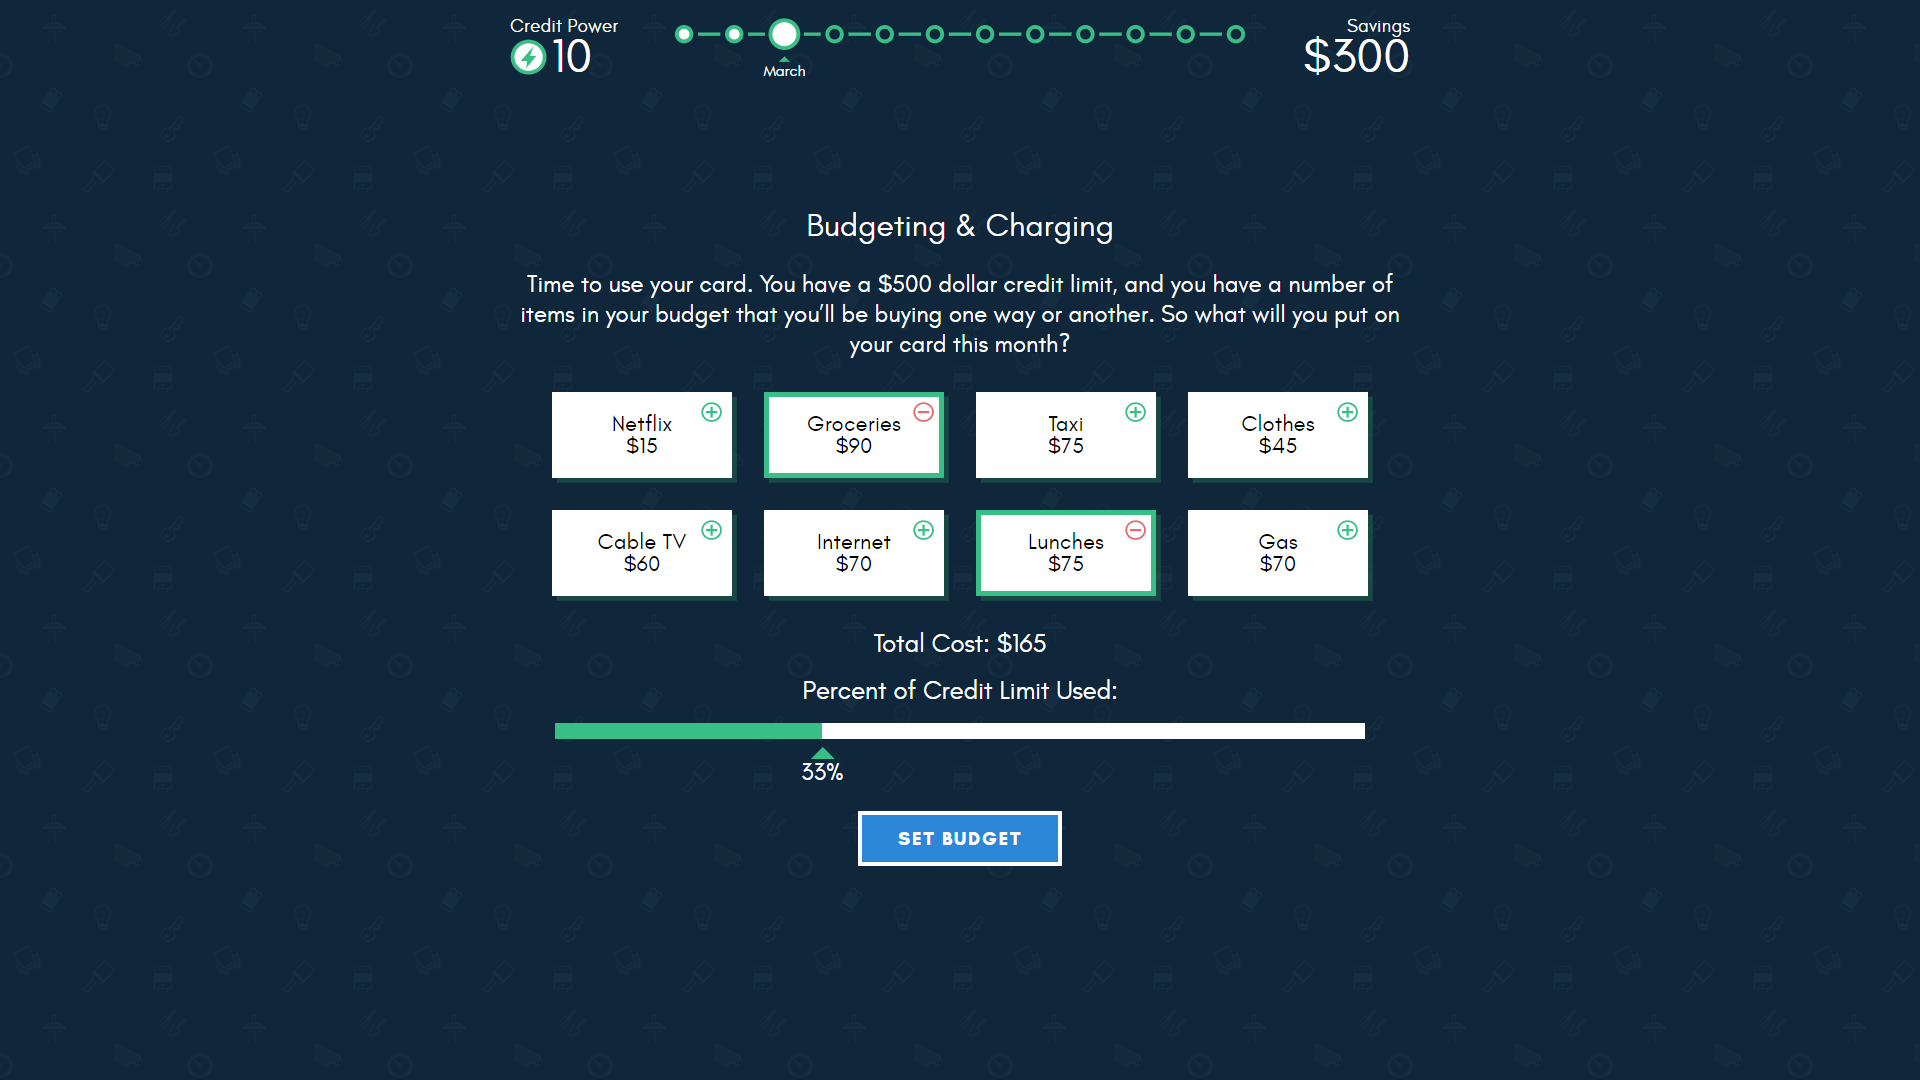 Credit Power
10
March
Savings
$300
Budgeting & Charging
Time to use your card. You have a $500 dollar credit limit, and you have a number of
items in your budget that you'll be buying one way or another. So what will you put on
your card this month?
Netflix
$15
Groceries
$90
Taxi
$75
Clothes
$45
Cable TV
$60
Internet
$70
Lunches
$75
Gas
$70
Total Cost: $165
Percent of Credit Limit Used:
33%
SET BUDGET